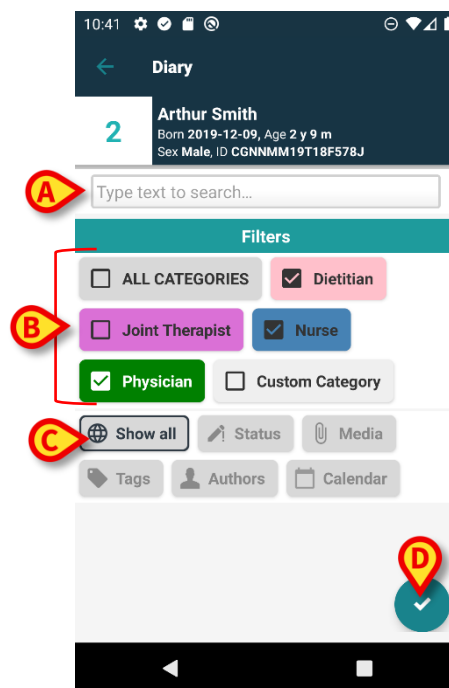 10:41
Diary
2
Arthur Smith
Born 2019-12-09, Age 2 y 9 m
Sex Male, ID CGNNMM19T18F578J
A
Type text to search...
Filters
ALL CATEGORIES Dietitian
B
Joint Therapist Nurse
Physician Custom Category
C
Show all Status Media
Tags Authors Calendar
D